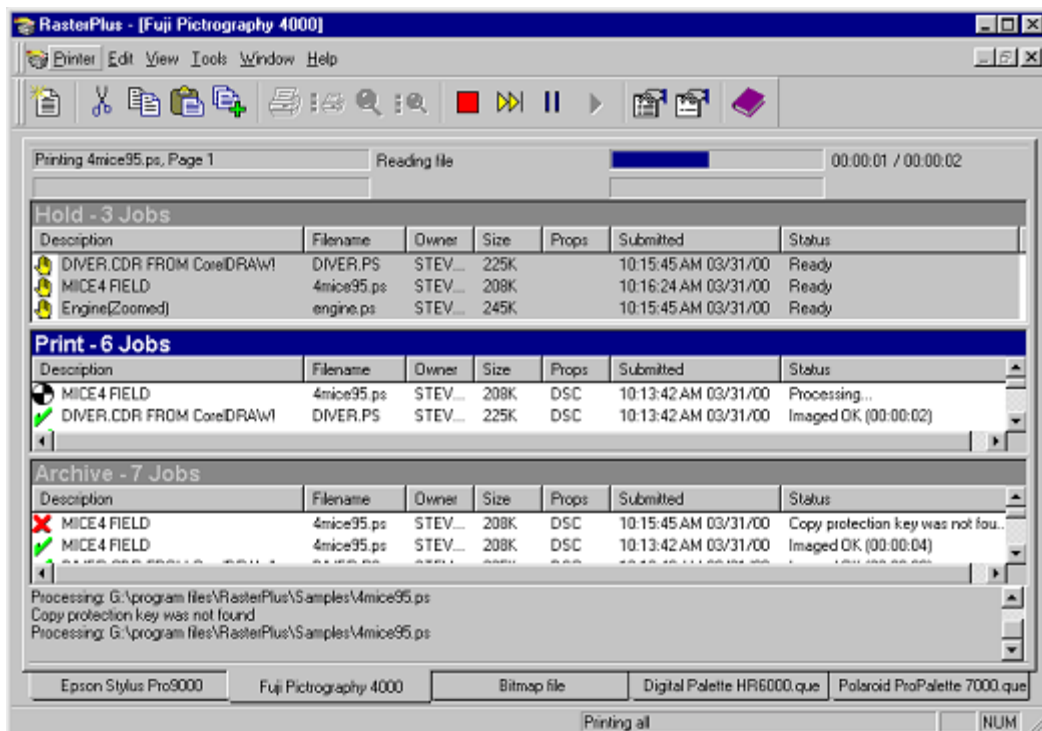 RasterPlus - [Fuji Pictrography 4000]
Printer Edit View Tools Window Help
Printing 4mice95.ps, Page 1 Reading file 00:00:01 / 00:00:02
Hold - 3 Jobs
Description Filename Owner Size Props Submitted Status
DIVER.CDR FROM CorelDRAW! DIVER.PS STEV... 225K 10:15:45 AM 03/31/00 Ready
MICE4 FIELD 4mice95.ps STEV... 208K 10:16:24 AM 03/31/00 Ready
Engine(Zoomed) engine.ps STEV... 245K 10:15:45 AM 03/31/00 Ready
Print - 6 Jobs
Description Filename Owner Size Props Submitted Status
MICE4 FIELD 4mice95.ps STEV... 208K DSC 10:13:42 AM 03/31/00 Processing...
DIVER.CDR FROM CorelDRAW! DIVER.PS STEV... 225K DSC 10:13:42 AM 03/31/00 Imaged OK (00:00:02)
Archive - 7 Jobs
Description Filename Owner Size Props Submitted Status
MICE4 FIELD 4mice95.ps STEV... 208K DSC 10:15:45 AM 03/31/00 Copy protection key was not fou...
MICE4 FIELD 4mice95.ps STEV... 208K DSC 10:13:42 AM 03/31/00 Imaged OK (00:00:04)
Processing: G:\program files\RasterPlus\Samples\4mice95.ps
Copy protection key was not found
Processing: G:\program files\RasterPlus\Samples\4mice95.ps
Epson Stylus Pro9000 Fuji Pictrography 4000 Bitmap file Digital Palette HR6000.que Polaroid ProPalette 7000.que
Printing all NUM